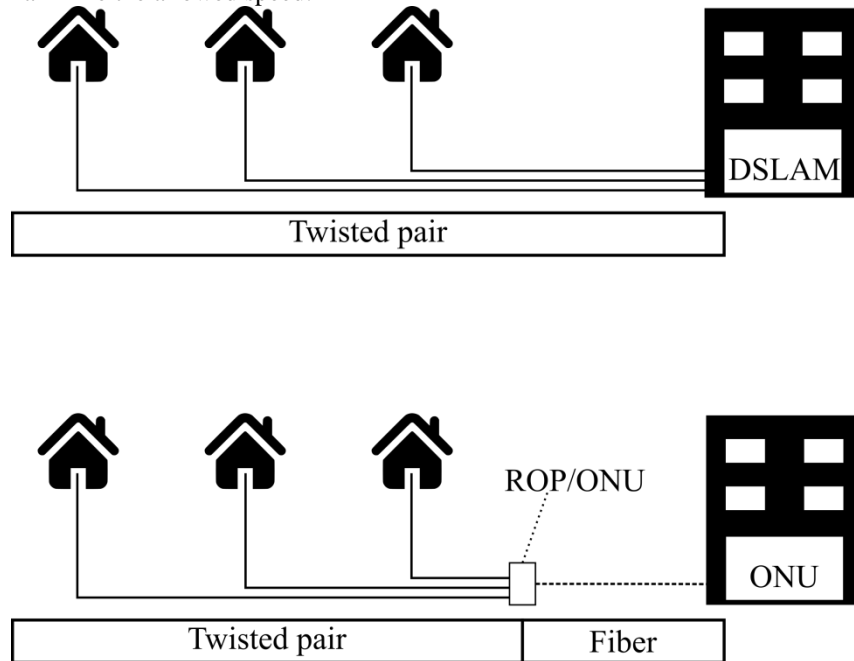 DSLAM
Twisted pair
ROP/ONU
ONU
Twisted pair
Fiber